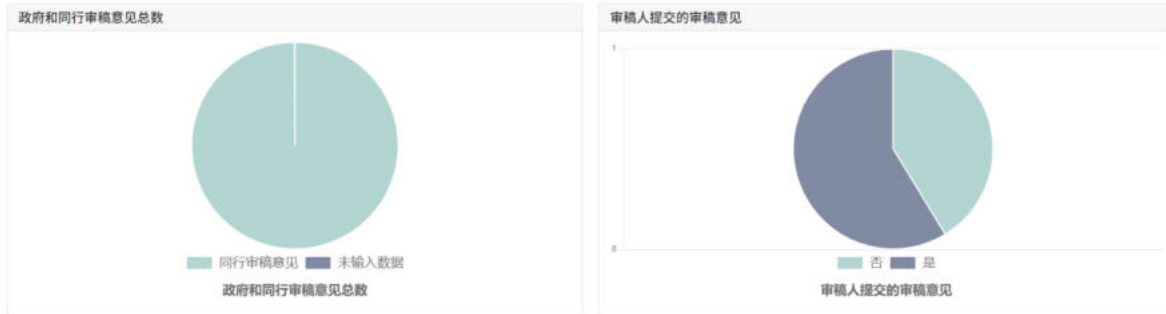 政府和同行审稿意见总数
同行审稿意见 未输入数据
政府和同行审稿意见总数
审稿人提交的审稿意见
1
0
否 是
审稿人提交的审稿意见